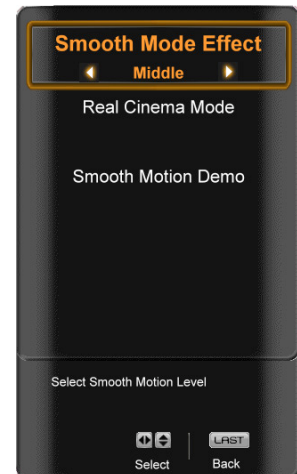 Smooth Mode Effect
Middle
Real Cinema Mode
Smooth Motion Demo
Select Smooth Motion Level
LAST
Select Back